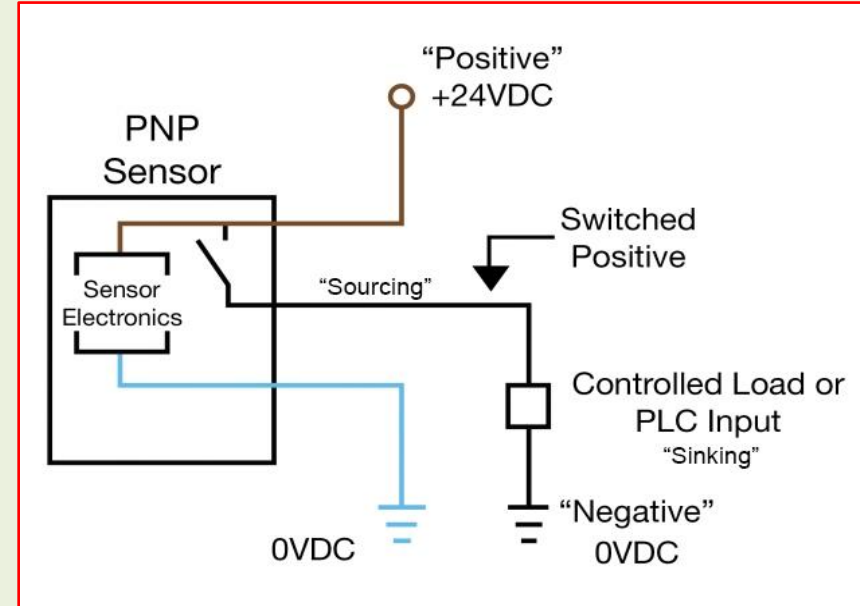 “Positive”
+24VDC
PNP
Sensor
Switched
Positive
Sensor
Electronics
“Sourcing”
Controlled Load or
PLC Input
“Sinking”
“Negative”
0VDC
0VDC